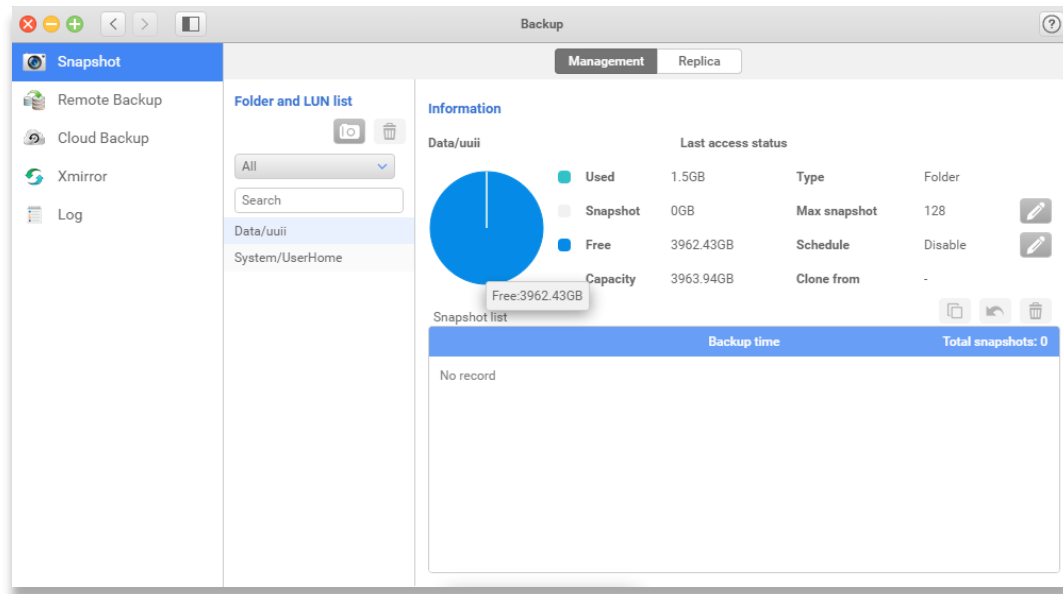 Backup
?
Snapshot
Remote Backup
Cloud Backup
Xmirror
Log
Management Replica
Folder and LUN list
All
Search
Data/uuii
System/UserHome
Information
Data/uuii Last access status
Used 1.5GB Type Folder
Snapshot 0GB Max snapshot 128
Free 3962.43GB Schedule Disable
Capacity 3963.94GB Clone from -
Free:3962.43GB
Snapshot list
Backup time Total snapshots: 0
No record